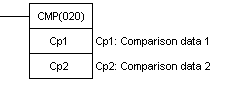 CMP(020)
Cp1 Cp1: Comparison data 1
Cp2 Cp2: Comparison data 2